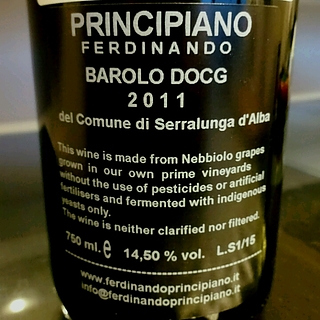 PRINCIPIANO
FERDINANDO
BAROLO DOCG
2011
del Comune di Serralunga d'Alba
This wine is made from Nebbiolo grapes
grown in our own prime vineyards
without the use of pesticides or artificial
fertilisers and fermented with indigenous
yeasts only.
The wine is neither clarified nor filtered.
750 ml. e 14,50 % vol. L.S1/15
www.ferdinandoprincipiano.it
info@ferdinandoprincipiano.it